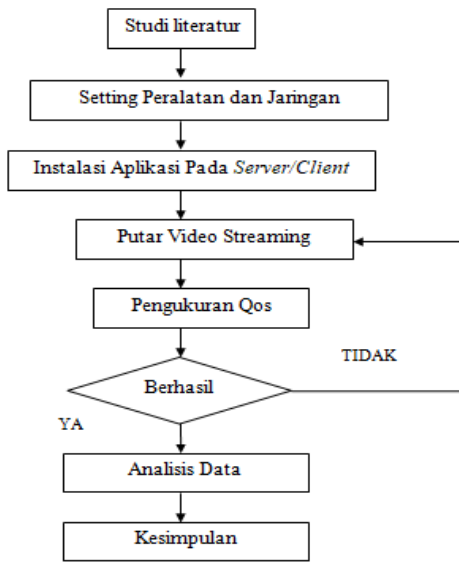 Studi literatur
Setting Peralatan dan Jaringan
Instalasi Aplikasi Pada Server/Client
Putar Video Streaming
Pengukuran Qos
TIDAK
Berhasil
YA
Analisis Data
Kesimpulan